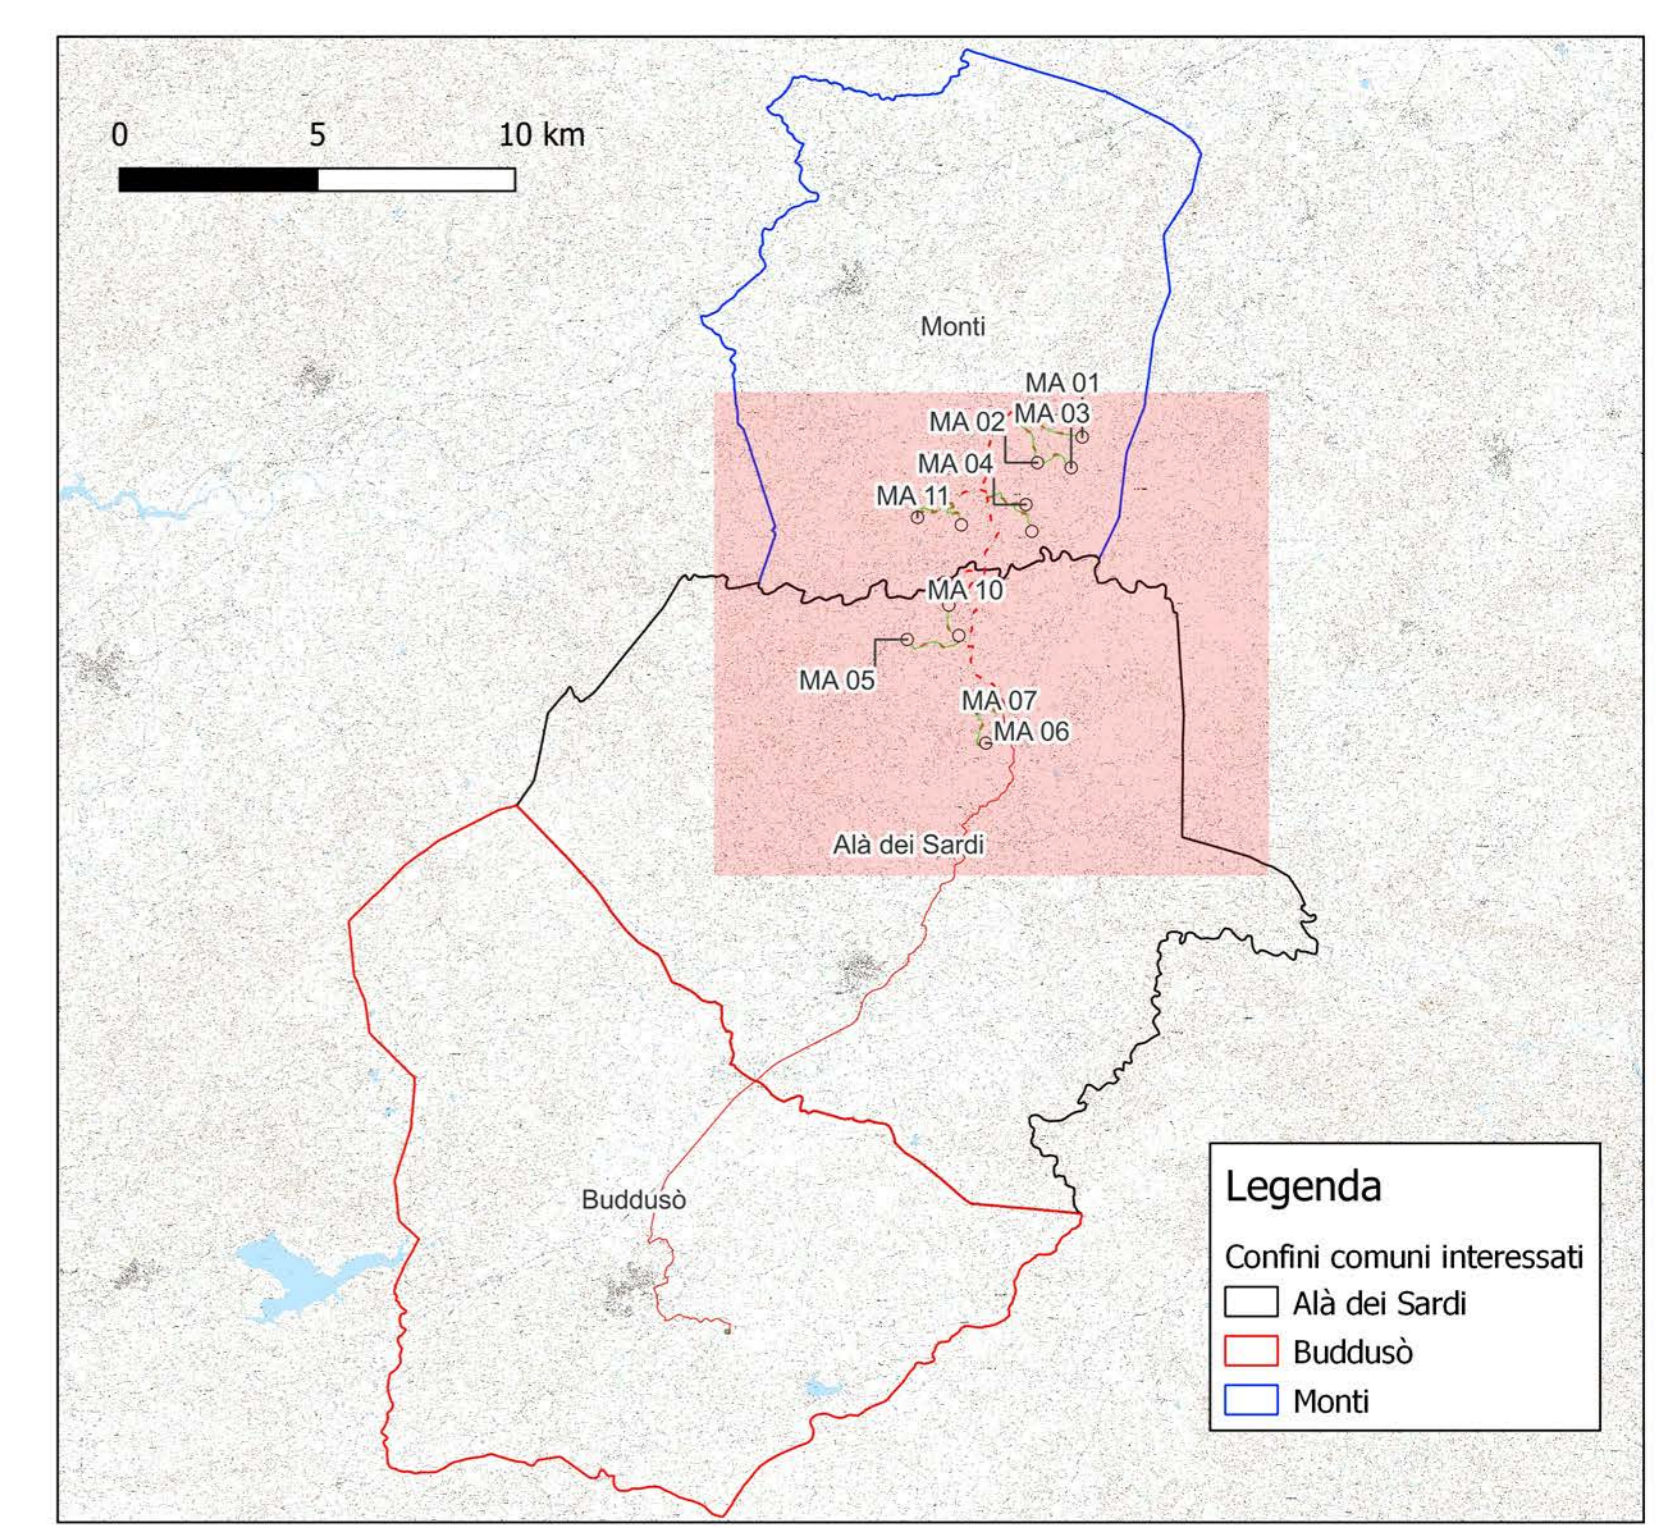 0 5 10 km
Monti
MA 01
MA 02 MA 03
MA 04
MA 11
MA 10
MA 05
MA 07
MA 06
Alà dei Sardi
Buddusò
Legenda
Confini comuni interessati
Alà dei Sardi
Buddusò
Monti